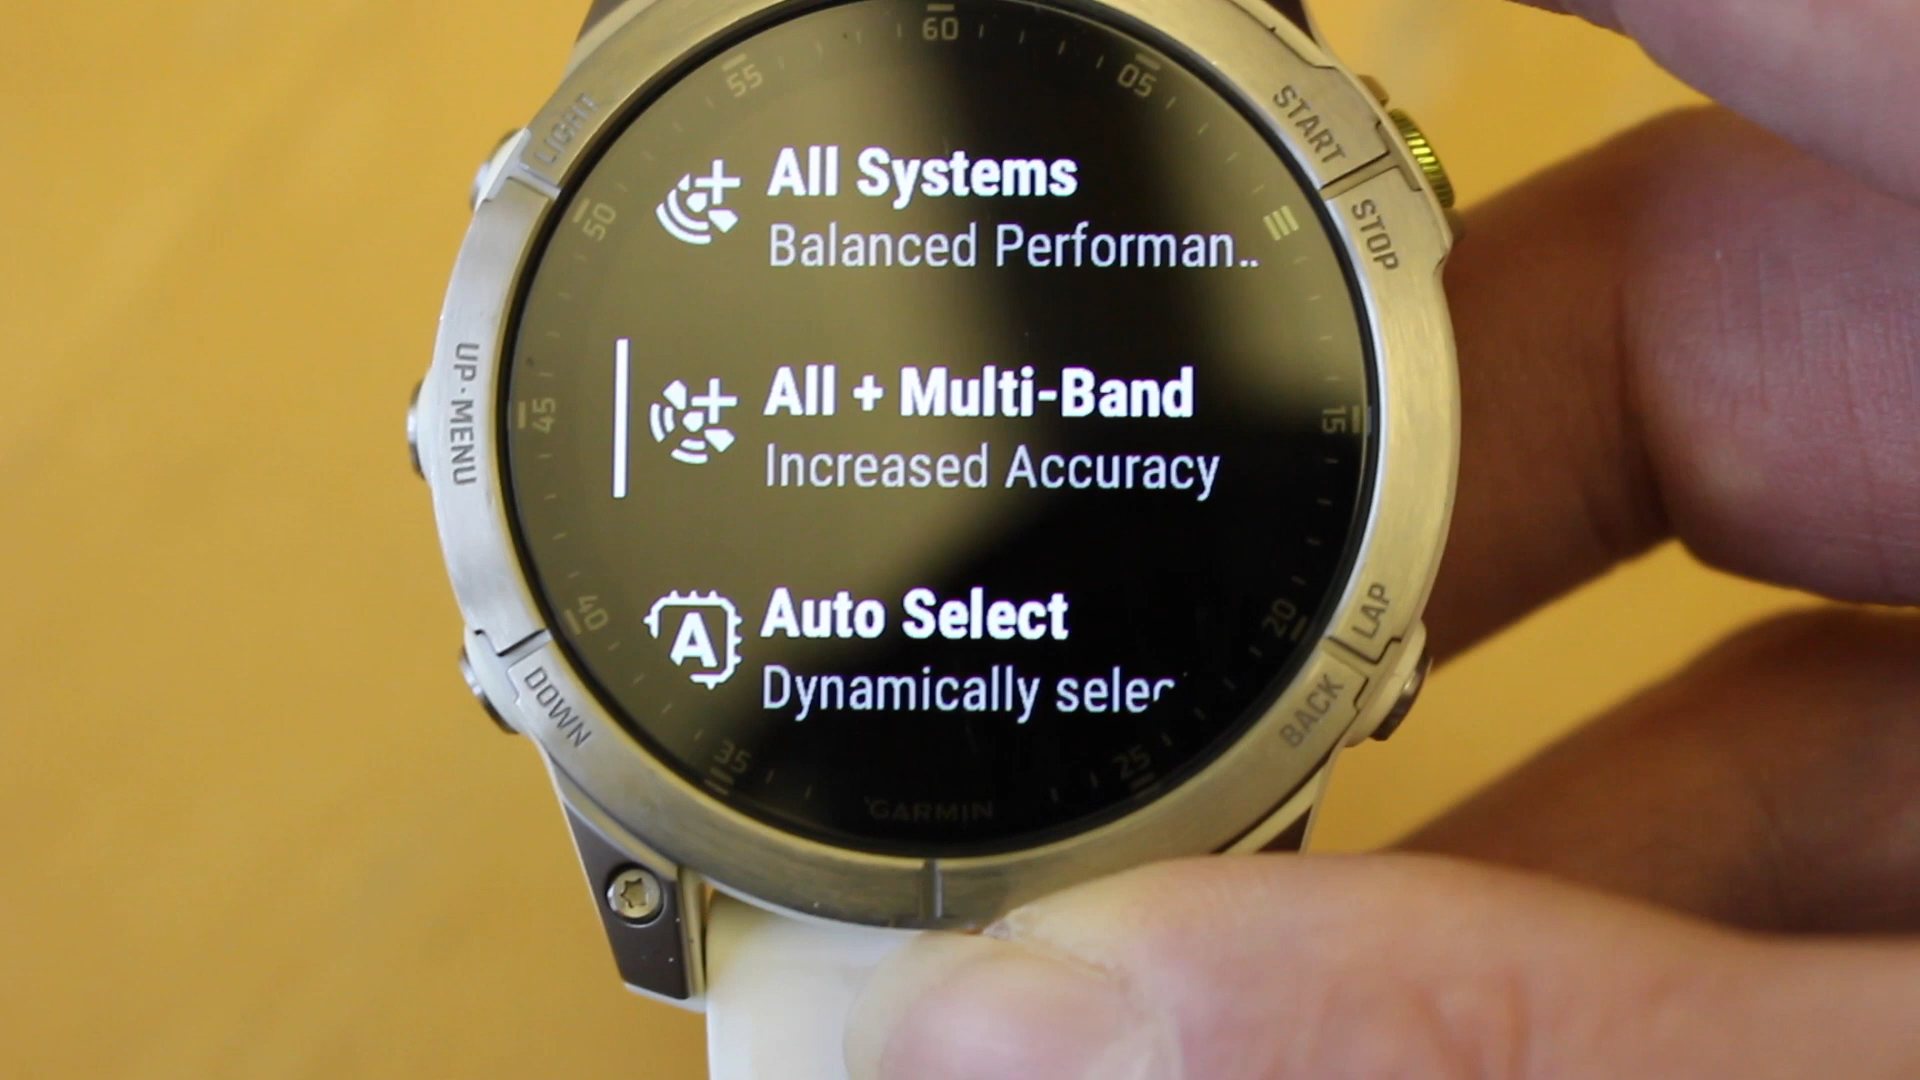 60
55
05
LIGHT
START
All Systems
Balanced Performan..
50
STOP
UP·MENU
45
All + Multi-Band
Increased Accuracy
15
40
Auto Select
Dynamically selec
20
LAP
DOWN
BACK
35
25
GARMIN